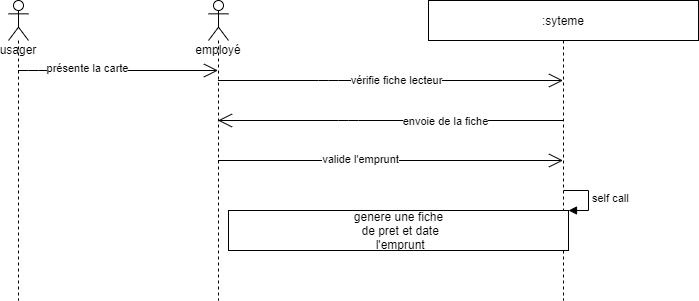 :syteme
usager
employé
présente la carte
vérifie fiche lecteur
envoie de la fiche
valide l'emprunt
self call
genere une fiche
de pret et date
l'emprunt